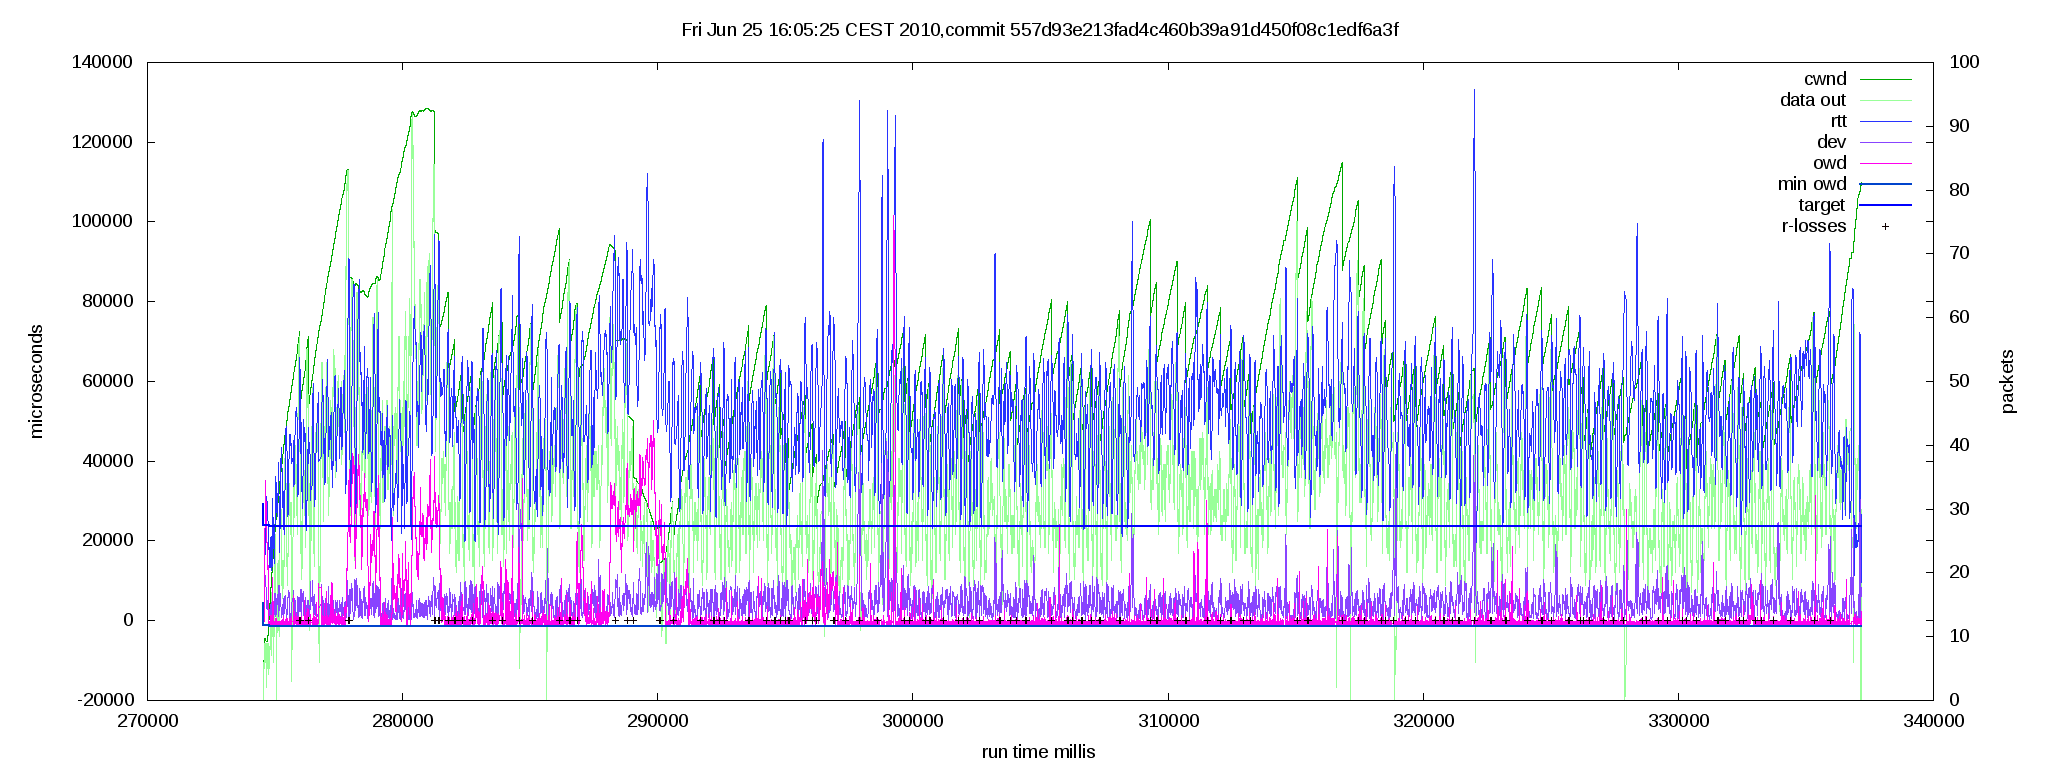 Fri Jun 25 16:05:25 CEST 2010,commit 557d93e213fad4c460b39a91d450f08c1edf6a3f
140000
120000
100000
80000
60000
40000
20000
0
-20000
microseconds
100
90
80
70
60
50
40
30
20
10
0
packets
cwnd
data out
rtt
dev
owd
min owd
target
r-losses
270000 280000 290000 300000 310000 320000 330000 340000
run time millis